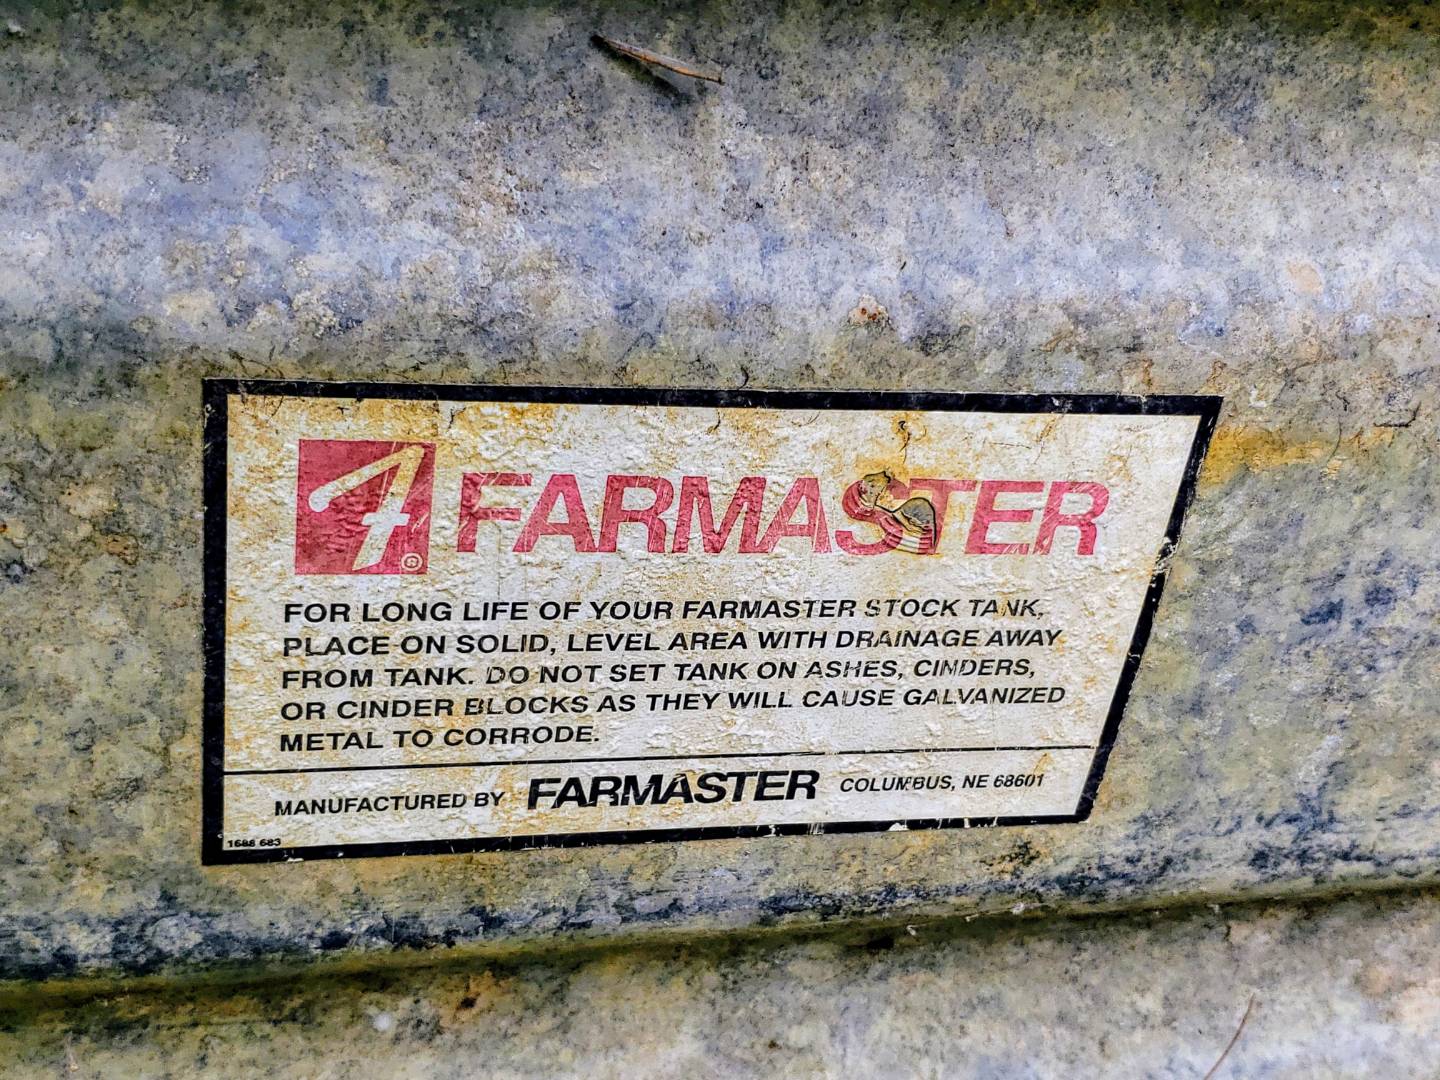 F® FARMASTER
FOR LONG LIFE OF YOUR FARMASTER STOCK TANK,
PLACE ON SOLID, LEVEL AREA WITH DRAINAGE AWAY
FROM TANK. DO NOT SET TANK ON ASHES, CINDERS,
OR CINDER BLOCKS AS THEY WILL CAUSE GALVANIZED
METAL TO CORRODE.
MANUFACTURED BY FARMASTER COLUMBUS, NE 68601
1688 683